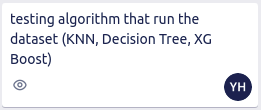 testing algorithm that run the
dataset (KNN, Decision Tree, XG
Boost)
YH